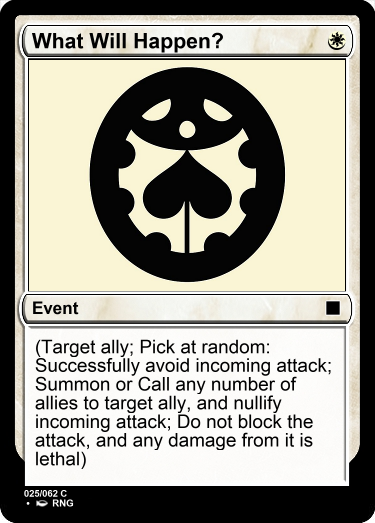 What Will Happen?
Event
(Target ally; Pick at random:
Successfully avoid incoming attack;
Summon or Call any number of
allies to target ally, and nullify
incoming attack; Do not block the
attack, and any damage from it is
lethal)
025/062 C
• RNG